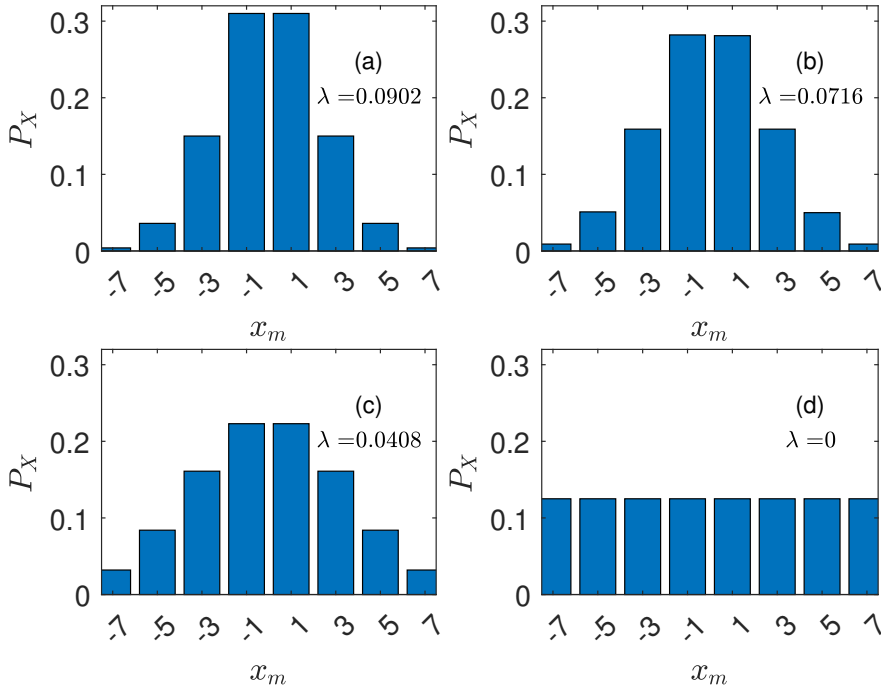 0.3
0.2
0.1
0
P_X
(a)
λ =0.0902
-7 -5 -3 -1 1 3 5 7
x_m
0.3
0.2
0.1
0
P_X
(b)
λ =0.0716
-7 -5 -3 -1 1 3 5 7
x_m
0.3
0.2
0.1
0
P_X
(c)
λ =0.0408
-7 -5 -3 -1 1 3 5 7
x_m
0.3
0.2
0.1
0
P_X
(d)
λ =0
-7 -5 -3 -1 1 3 5 7
x_m